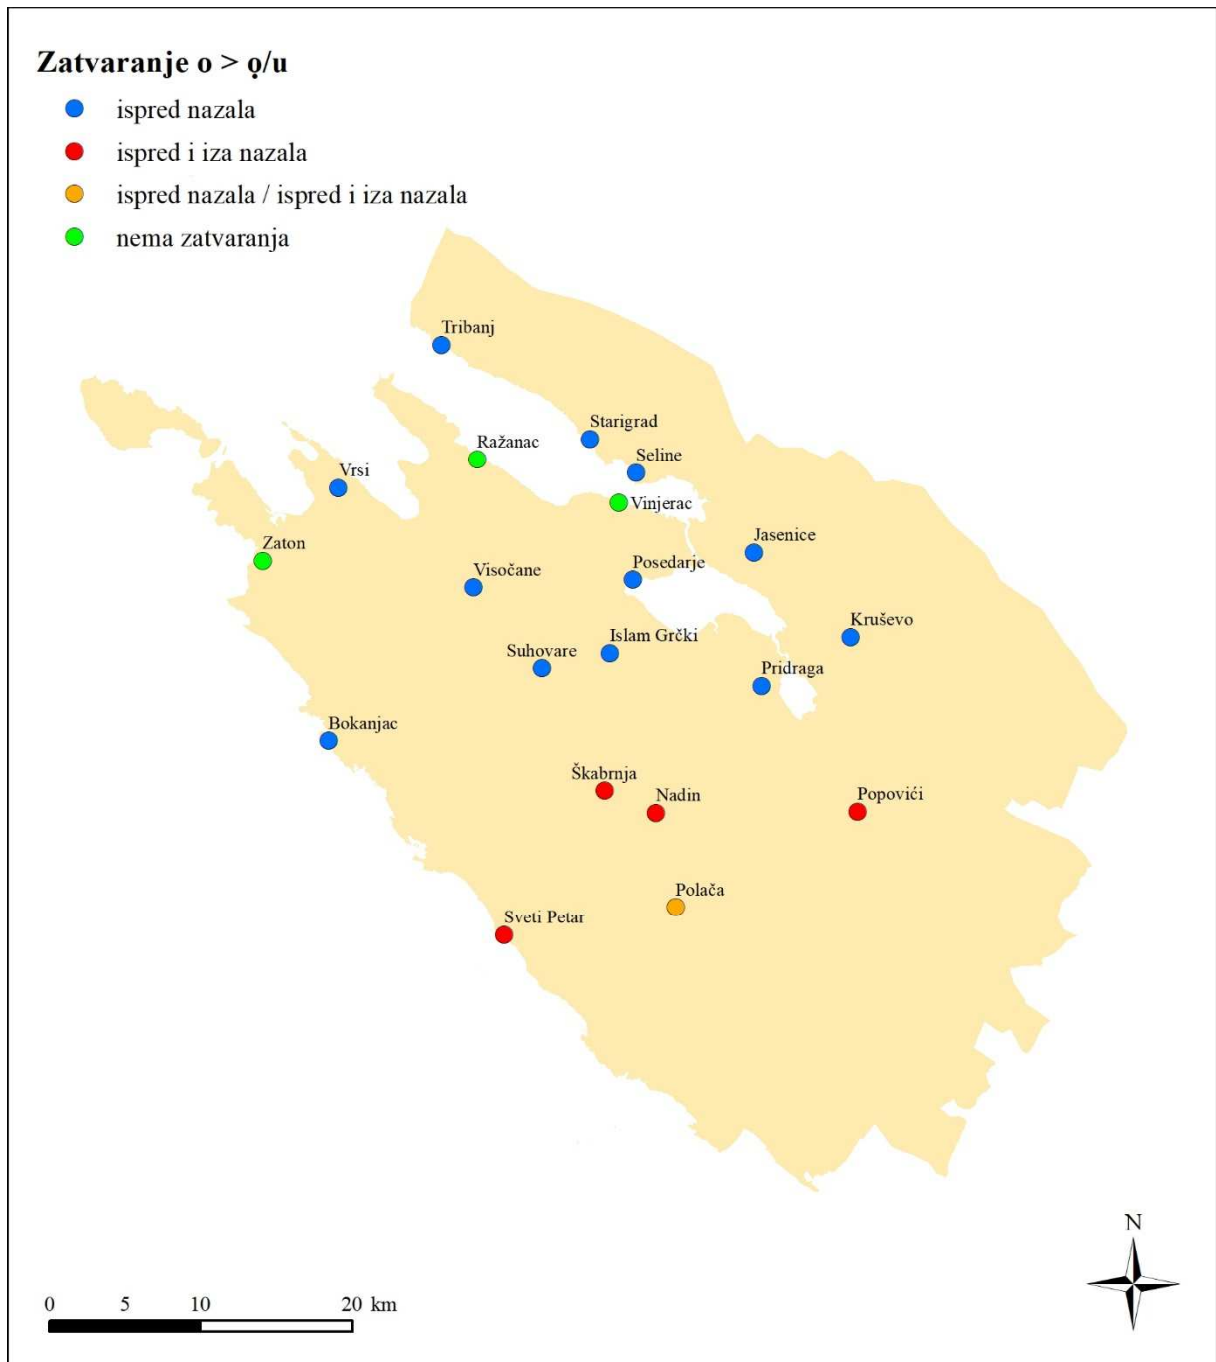 Zatvaranje o > ọ/u
ispred nazala
ispred i iza nazala
ispred nazala / ispred i iza nazala
nema zatvaranja
Tribanj
Starigrad
Ražanac
Seline
Vrsi
Vinjerac
Jasenice
Zaton
Posedarje
Visočane
Kruševo
Islam Grčki
Suhovare
Pridraga
Bokanjac
Škabrnja
Nadin
Popovići
Polača
Sveti Petar
N
0 5 10 20 km